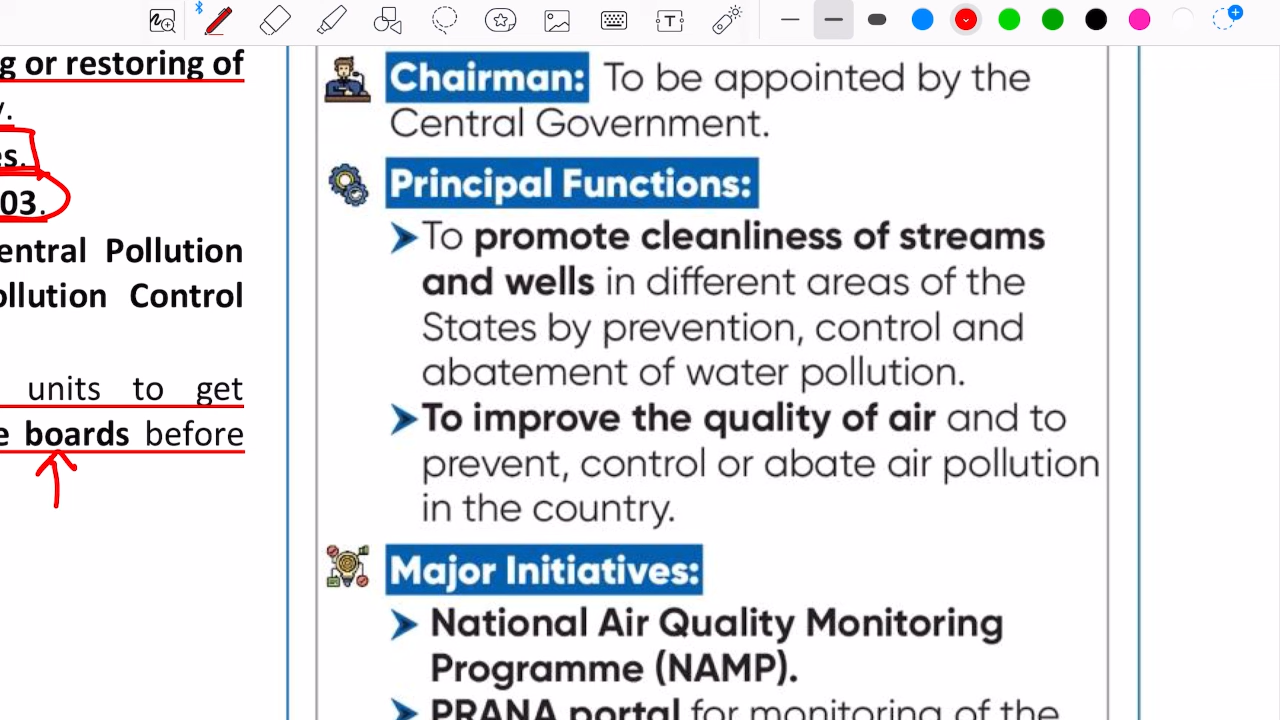 g or restoring of
y.
es.
03.
entral Pollution
ollution Control
units to get
e boards before
Chairman: To be appointed by the
Central Government.
Principal Functions:
To promote cleanliness of streams
and wells in different areas of the
States by prevention, control and
abatement of water pollution.
To improve the quality of air and to
prevent, control or abate air pollution
in the country.
Major Initiatives:
National Air Quality Monitoring
Programme (NAMP).
PRANA portal for monitoring of the